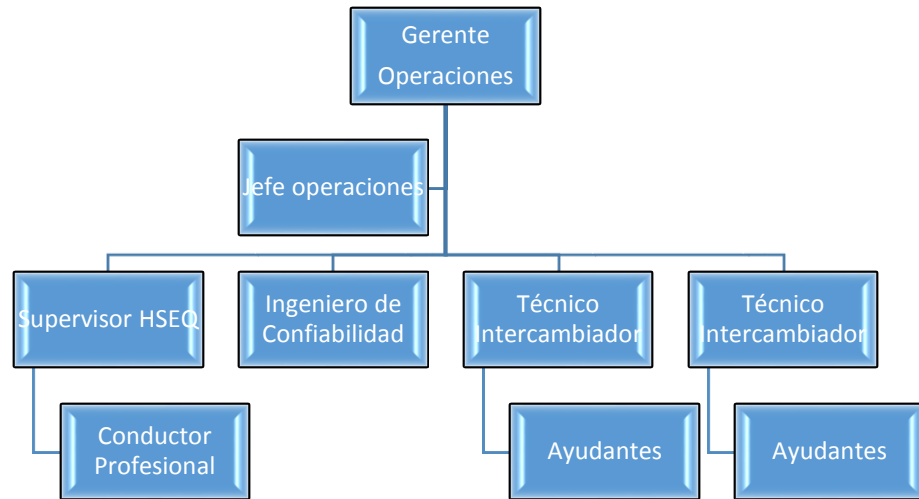 Gerente
Operaciones
Jefe operaciones
Supervisor HSEQ
Ingeniero de
Confiabilidad
Técnico
Intercambiador
Técnico
Intercambiador
Conductor
Profesional
Ayudantes
Ayudantes